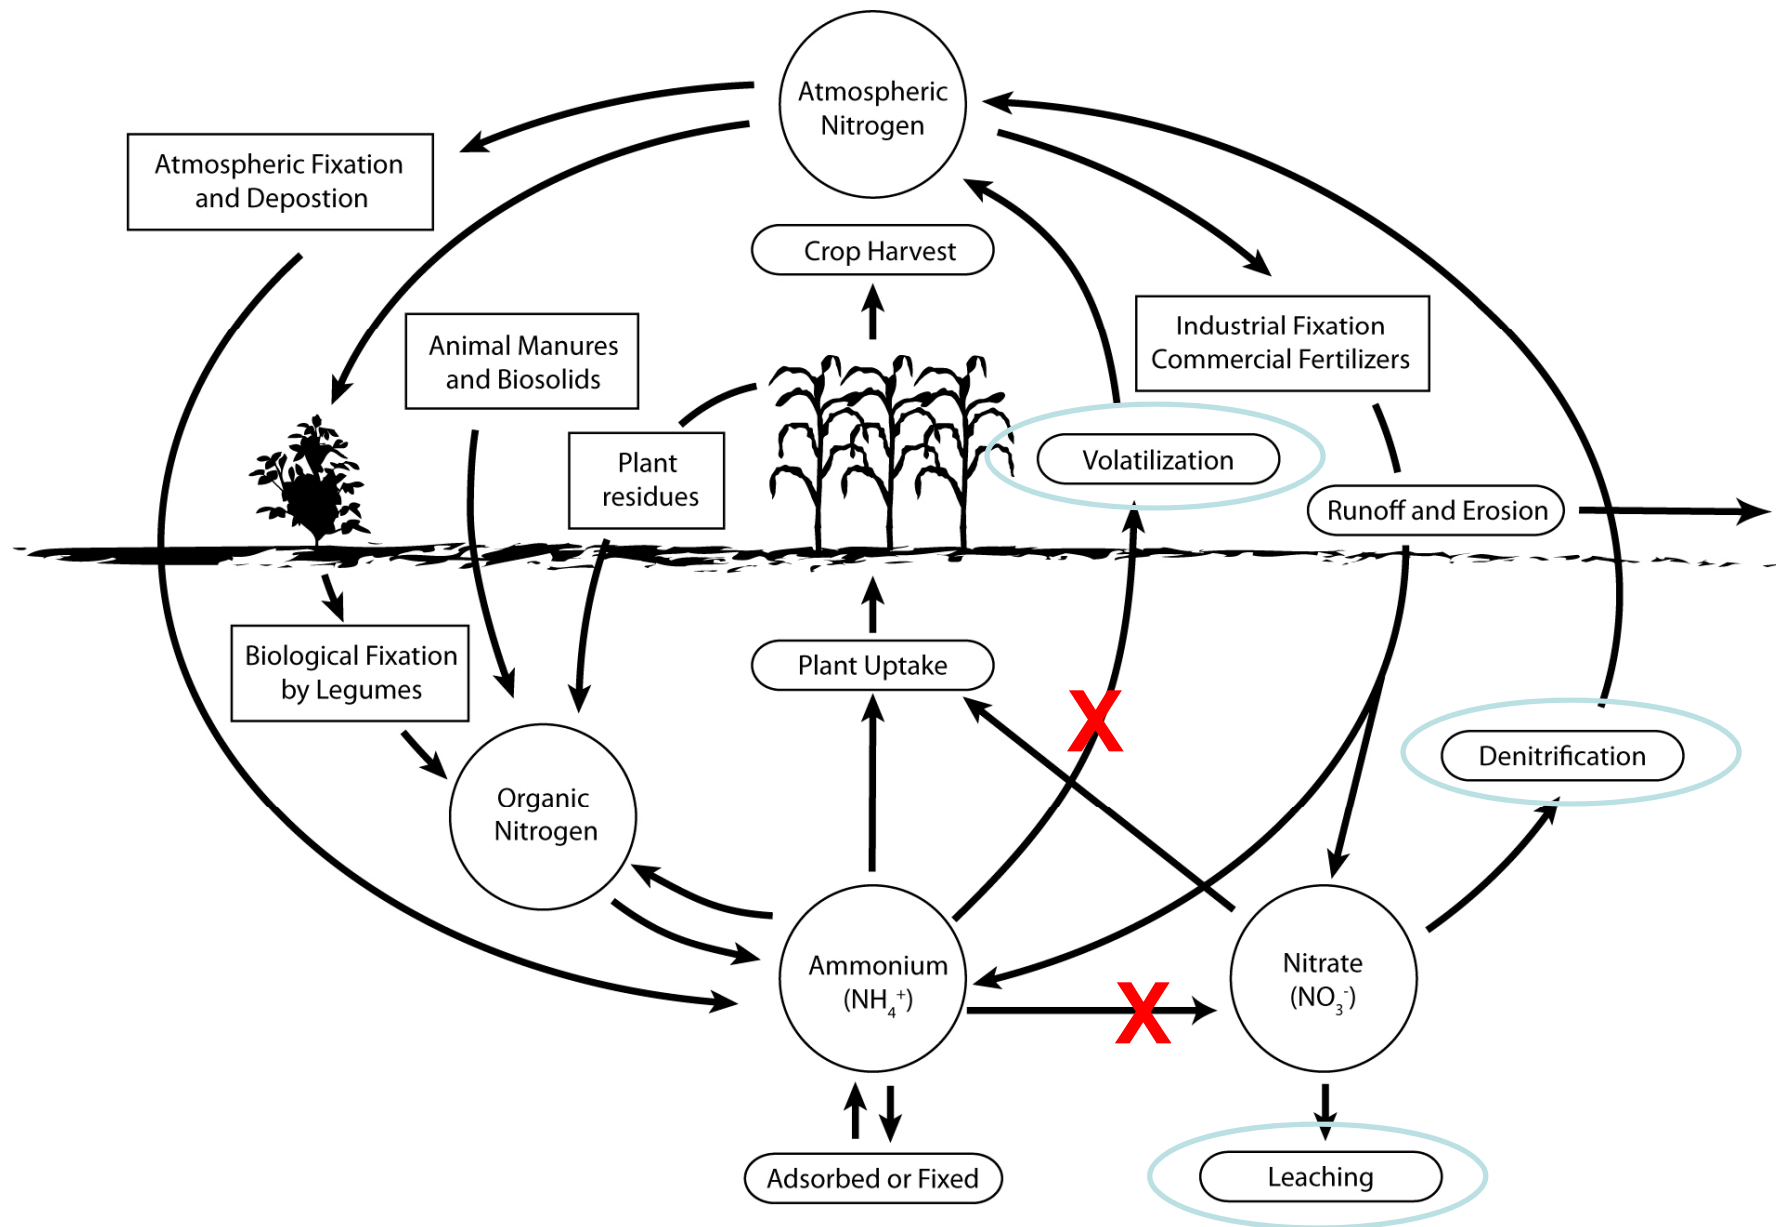 Atmospheric
Nitrogen
Atmospheric Fixation
and Depostion
Crop Harvest
Animal Manures
and Biosolids
Industrial Fixation
Commercial Fertilizers
Plant
residues
Volatilization
Runoff and Erosion
Biological Fixation
by Legumes
Plant Uptake
X
Denitrification
Organic
Nitrogen
Ammonium
(NH₄⁺)
X
Nitrate
(NO₃⁻)
Adsorbed or Fixed
Leaching